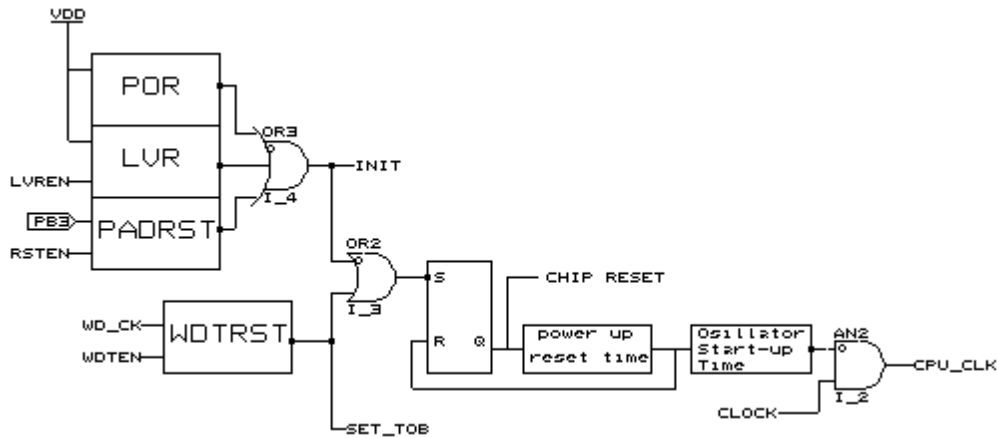 VDD
POR
OR3
LVR
INIT
LVREN
I_4
PB3
PADRST
RSTEN
OR2
S
CHIP RESET
I_3
WD_CK
WDTRST
WDTEN
R
Q
power up
reset time
Osillator
Start-up
Time
AN2
CPU_CLK
I_2
CLOCK
SET_TOB